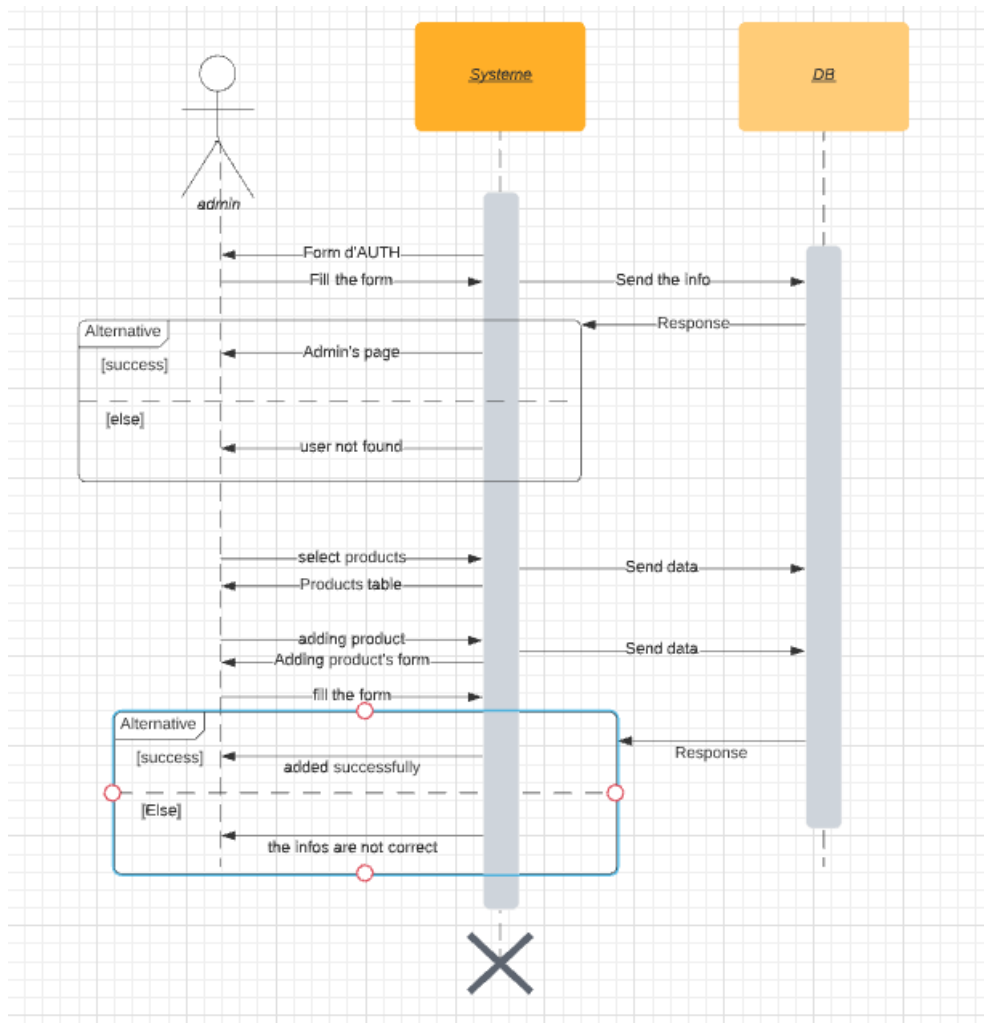 Systeme
DB
admin
Form d'AUTH
Fill the form
Send the info
Response
Alternative
Admin's page
[success]
[else]
user not found
select products
Send data
Products table
adding product
Send data
Adding product's form
fill the form
Alternative
Response
[success]
added successfully
[Else]
the infos are not correct